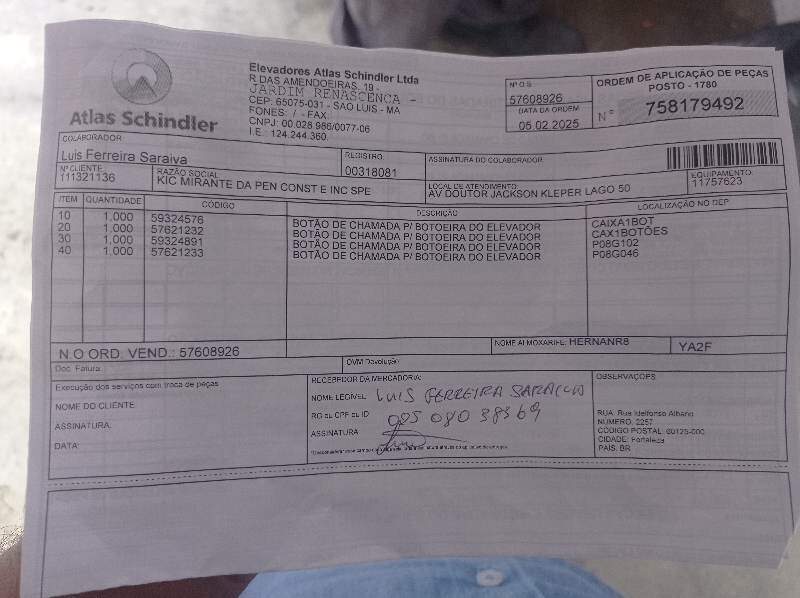 Atlas Schindler
Elevadores Atlas Schindler Ltda
R DAS AMENDOEIRAS, 19 -
JARDIM RENASCENCA -
CEP: 65075-031 - SAO LUIS - MA
FONES: / - FAX:
CNPJ: 00.028.986/0077-06
I.E.: 124.244.360.
Nº O.S.
57608926
DATA DA ORDEM
05.02.2025
ORDEM DE APLICAÇÃO DE PEÇAS
POSTO - 1780
Nº 758179492
COLABORADOR:
Luis Ferreira Saraiva
REGISTRO:
00318081
ASSINATURA DO COLABORADOR:
Nº CLIENTE
111321136
RAZÃO SOCIAL
KIC MIRANTE DA PEN CONST E INC SPE
LOCAL DE ATENDIMENTO:
AV DOUTOR JACKSON KLEPER LAGO 50
EQUIPAMENTO:
11757623
ITEM QUANTIDADE CÓDIGO DESCRIÇÃO LOCALIZAÇÃO NO DEP
10 1,000 59324576 BOTÃO DE CHAMADA P/ BOTOEIRA DO ELEVADOR CAIXA1BOT
20 1,000 57621232 BOTÃO DE CHAMADA P/ BOTOEIRA DO ELEVADOR CAX1BOTÕES
30 1,000 59324891 BOTÃO DE CHAMADA P/ BOTOEIRA DO ELEVADOR P08G102
40 1,000 57621233 BOTÃO DE CHAMADA P/ BOTOEIRA DO ELEVADOR P08G046
N.O ORD. VEND.: 57608926
NOME ALMOXARIFE: HERNANR8
YA2F
Doc. Fatura:
OVM Devolução:
Execução dos serviços com troca de peças
NOME DO CLIENTE:
ASSINATURA:
DATA:
RECEBEDOR DA MERCADORIA:
NOME LEGÍVEL LUIS FERREIRA SARAIVA
RG ou CPF ou ID
ASSINATURA:
OBSERVAÇÕES
RUA: Rua Idelfonso Albano
NUMERO: 2257
CÓDIGO POSTAL: 60125-000
CIDADE: Fortaleza
PAIS: BR